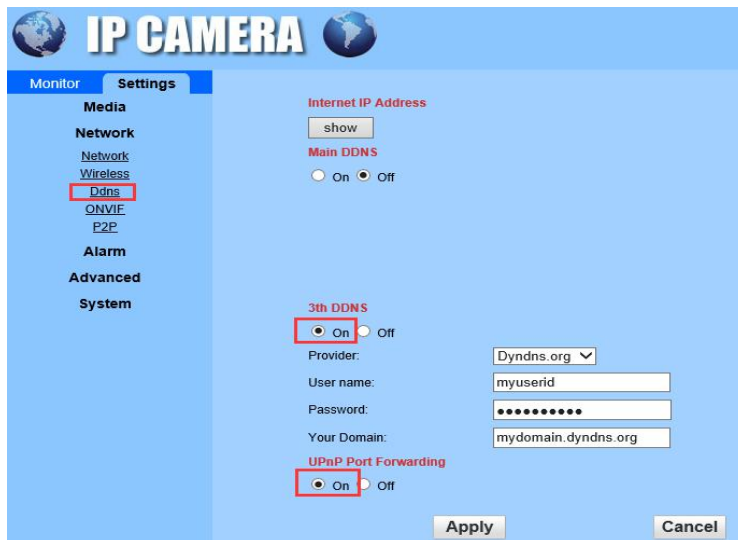 IP CAMERA
Monitor Settings
Media
Network
Network
Wireless
Ddns
ONVIF
P2P
Alarm
Advanced
System
Internet IP Address
show
Main DDNS
On Off
3th DDNS
On Off
Provider: Dyndns.org
User name: myuserid
Password: ●●●●●●●●●●
Your Domain: mydomain.dyndns.org
UPnP Port Forwarding
On Off
Apply Cancel